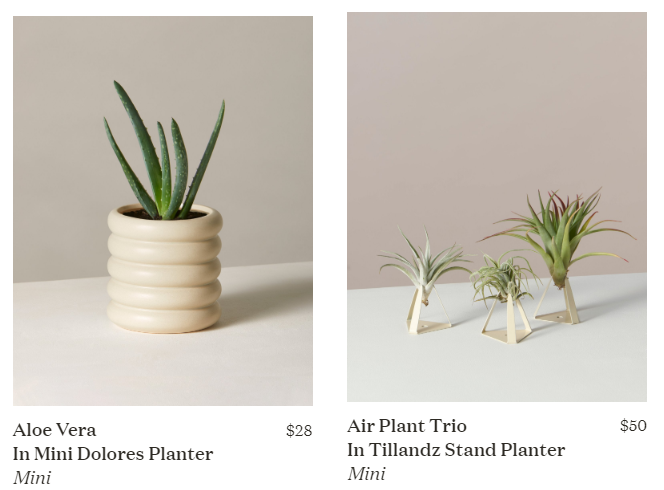 Aloe Vera $28
In Mini Dolores Planter
Mini
Air Plant Trio $50
In Tillandz Stand Planter
Mini